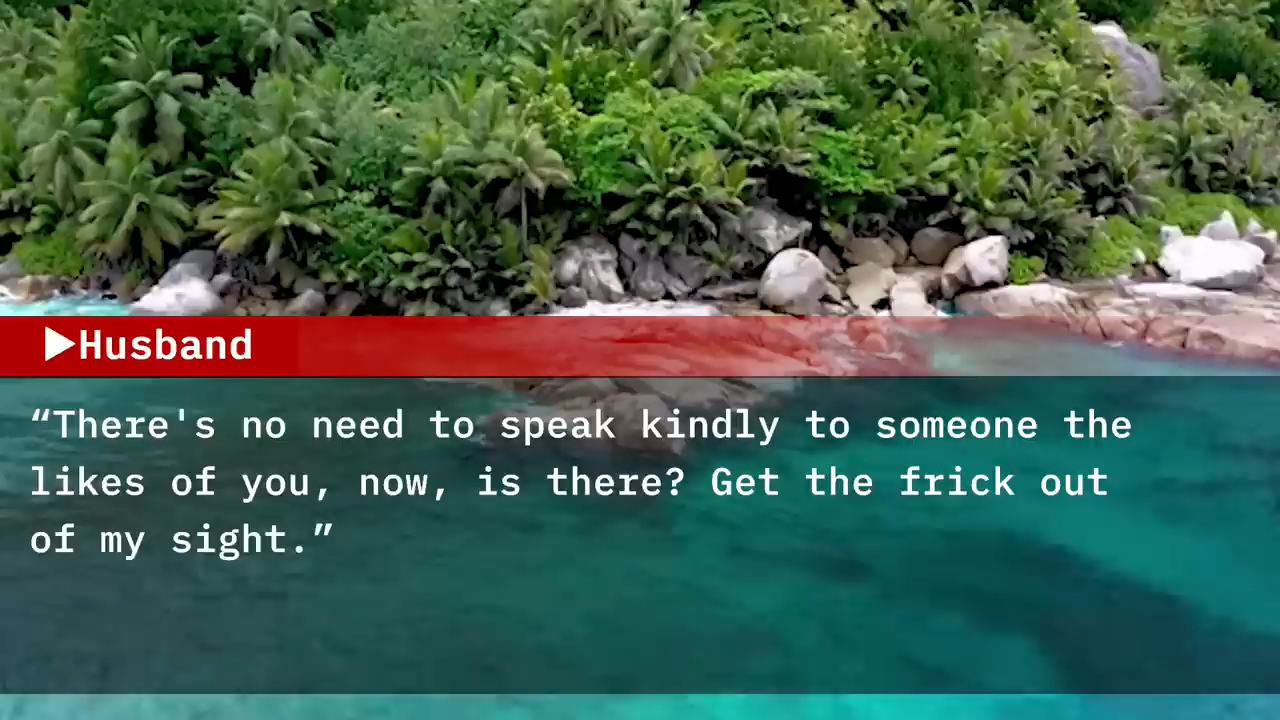 ▶Husband
“There's no need to speak kindly to someone the
likes of you, now, is there? Get the frick out
of my sight.”